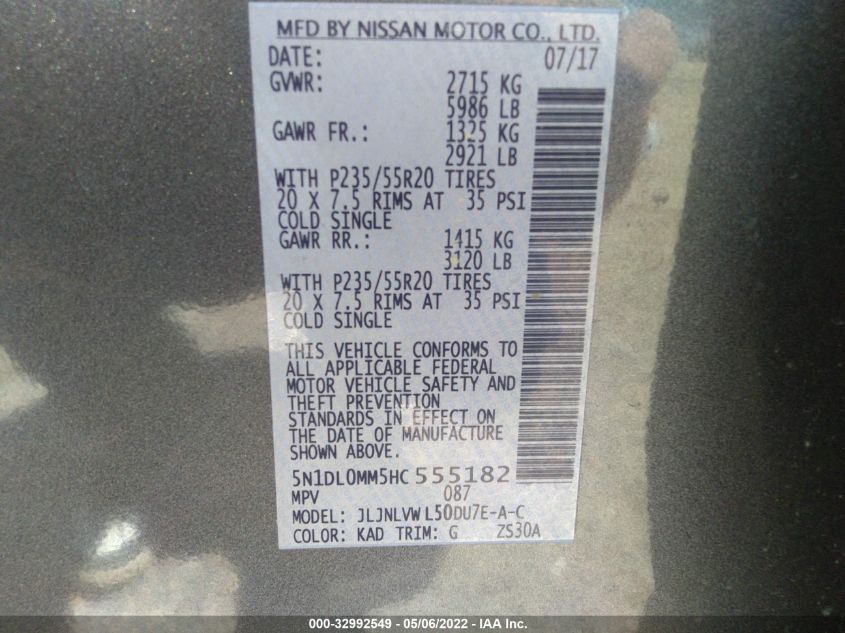 MFD BY NISSAN MOTOR CO., LTD.
DATE: 07/17
GVWR: 2715 KG
5986 LB
GAWR FR.: 1325 KG
2921 LB
WITH P235/55R20 TIRES
20 X 7.5 RIMS AT 35 PSI
COLD SINGLE
GAWR RR.: 1415 KG
3120 LB
WITH P235/55R20 TIRES
20 X 7.5 RIMS AT 35 PSI
COLD SINGLE
THIS VEHICLE CONFORMS TO
ALL APPLICABLE FEDERAL
MOTOR VEHICLE SAFETY AND
THEFT PREVENTION
STANDARDS IN EFFECT ON
THE DATE OF MANUFACTURE
SHOWN ABOVE.
5N1DL0MM5HC 555182
MPV 087
MODEL: JLJNLVWL50DU7E-A-C
COLOR: KAD TRIM: G ZS30A
000-32992549 - 05/06/2022 - IAA Inc.